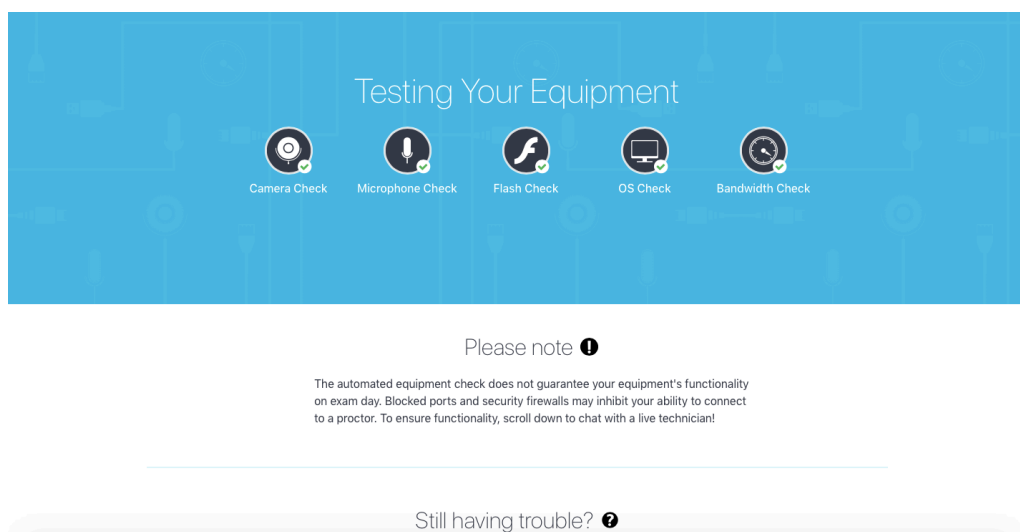 Testing Your Equipment
Camera Check Microphone Check Flash Check OS Check Bandwidth Check
Please note
The automated equipment check does not guarantee your equipment's functionality
on exam day. Blocked ports and security firewalls may inhibit your ability to connect
to a proctor. To ensure functionality, scroll down to chat with a live technician!
Still having trouble?